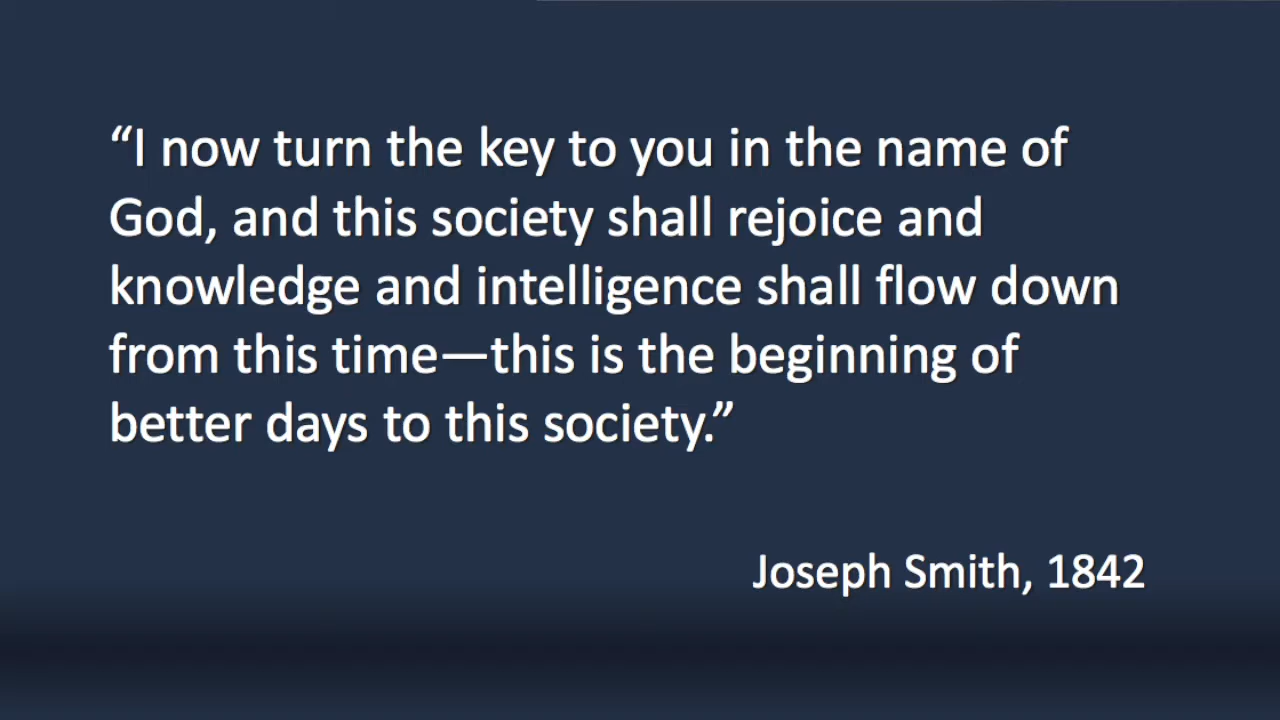 “I now turn the key to you in the name of
God, and this society shall rejoice and
knowledge and intelligence shall flow down
from this time—this is the beginning of
better days to this society.”
Joseph Smith, 1842